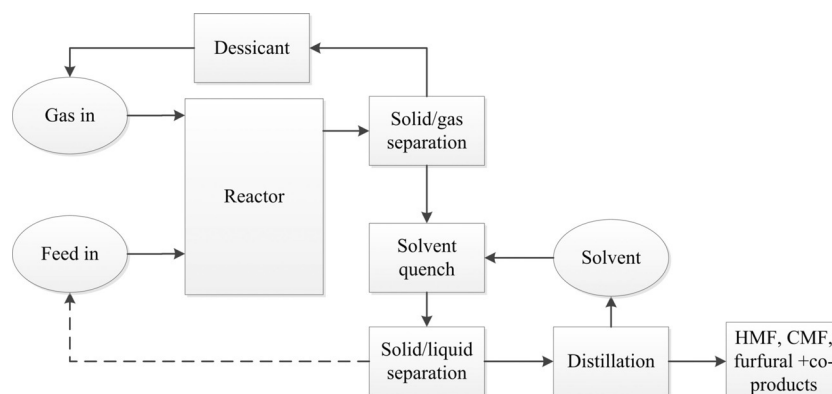 Dessicant
Gas in
Solid/gas
separation
Reactor
Feed in
Solvent
quench
Solvent
Solid/liquid
separation
Distillation
HMF, CMF,
furfural +co-
products